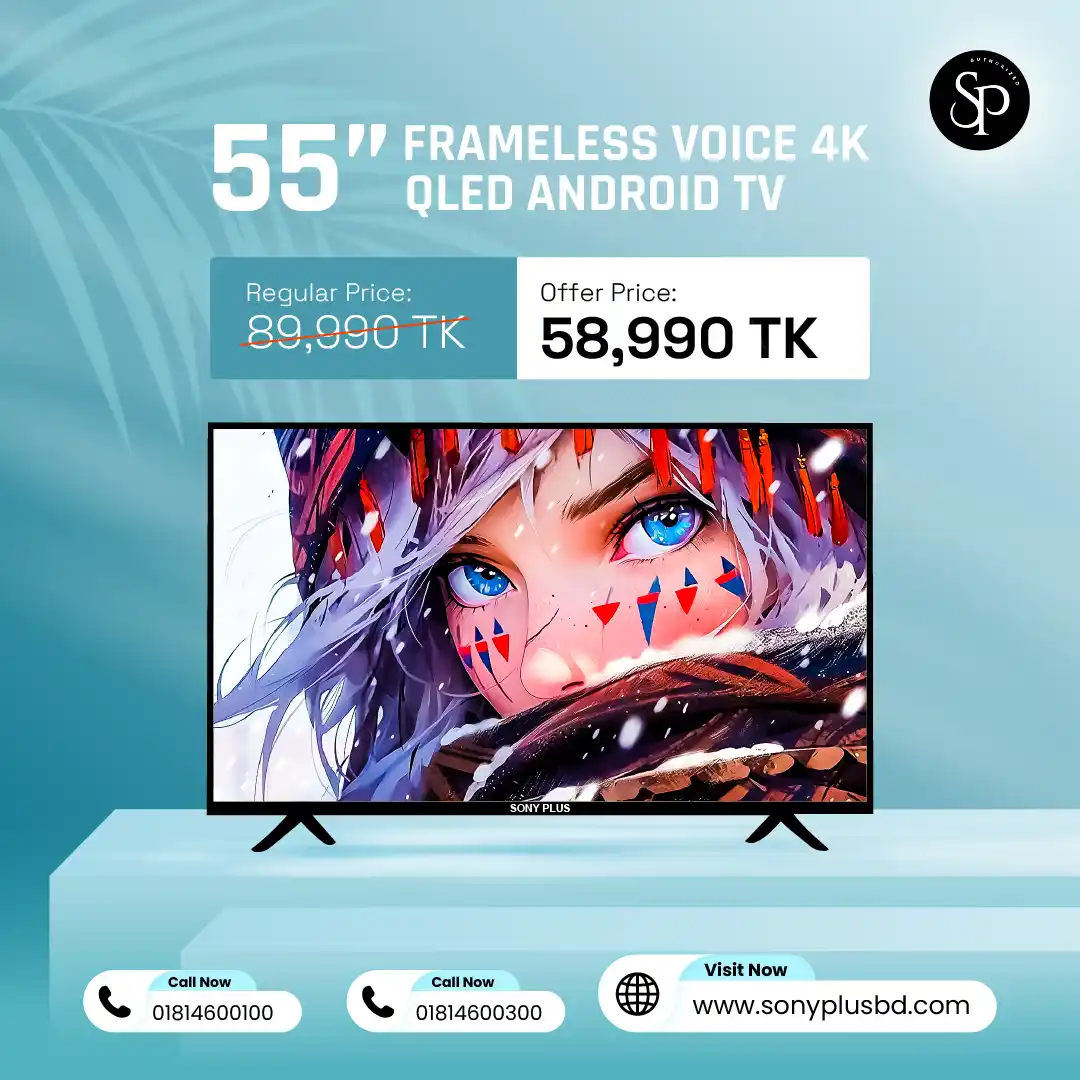 AUTHORIZED
SP
55" FRAMELESS VOICE 4K
QLED ANDROID TV
Regular Price:
89,990 TK
Offer Price:
58,990 TK
SONY PLUS
Call Now
01814600100
Call Now
01814600300
Visit Now
www.sonyplusbd.com